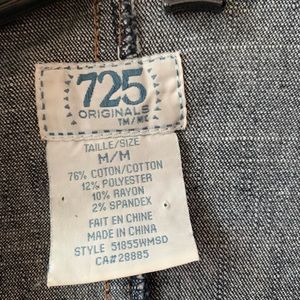 725
ORIGINALS
TM/MC
TAILLE/SIZE
M/M
76% COTON/COTTON
12% POLYESTER
10% RAYON
2% SPANDEX
FAIT EN CHINE
MADE IN CHINA
STYLE 51855WMSD
CA#28885